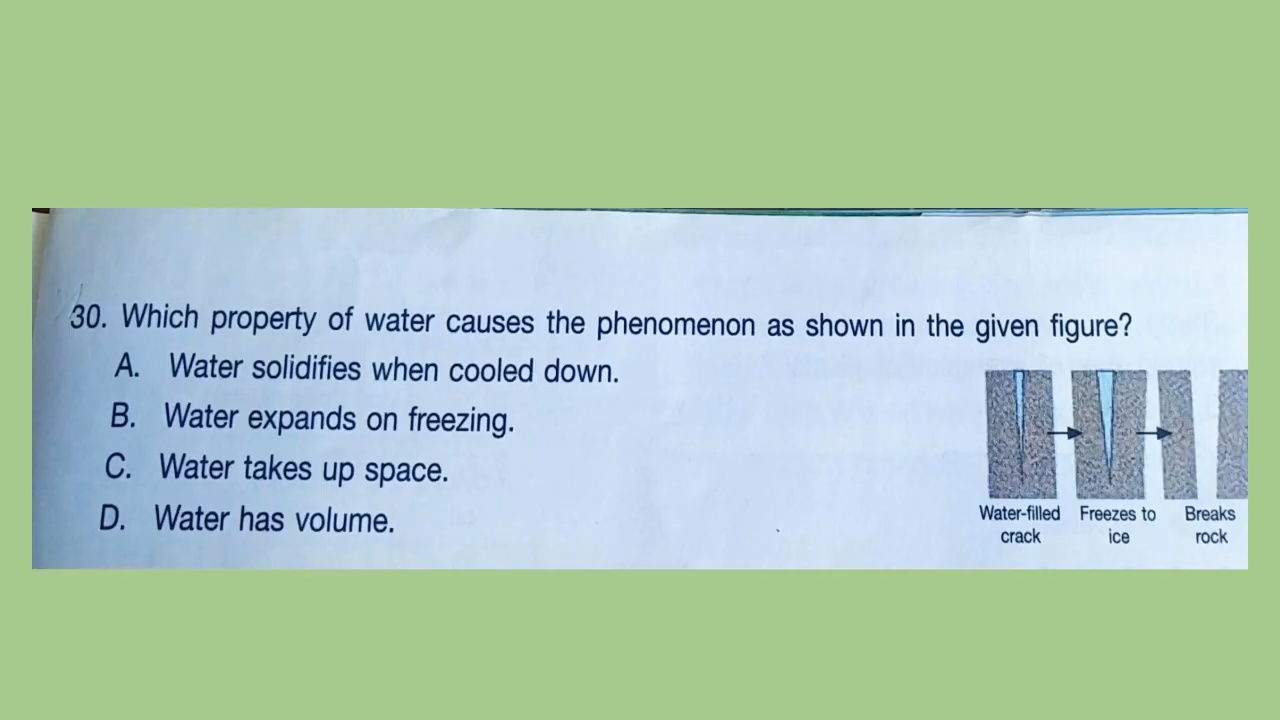 30. Which property of water causes the phenomenon as shown in the given figure?
A. Water solidifies when cooled down.
B. Water expands on freezing.
C. Water takes up space.
D. Water has volume.
Water-filled crack
Freezes to ice
Breaks rock